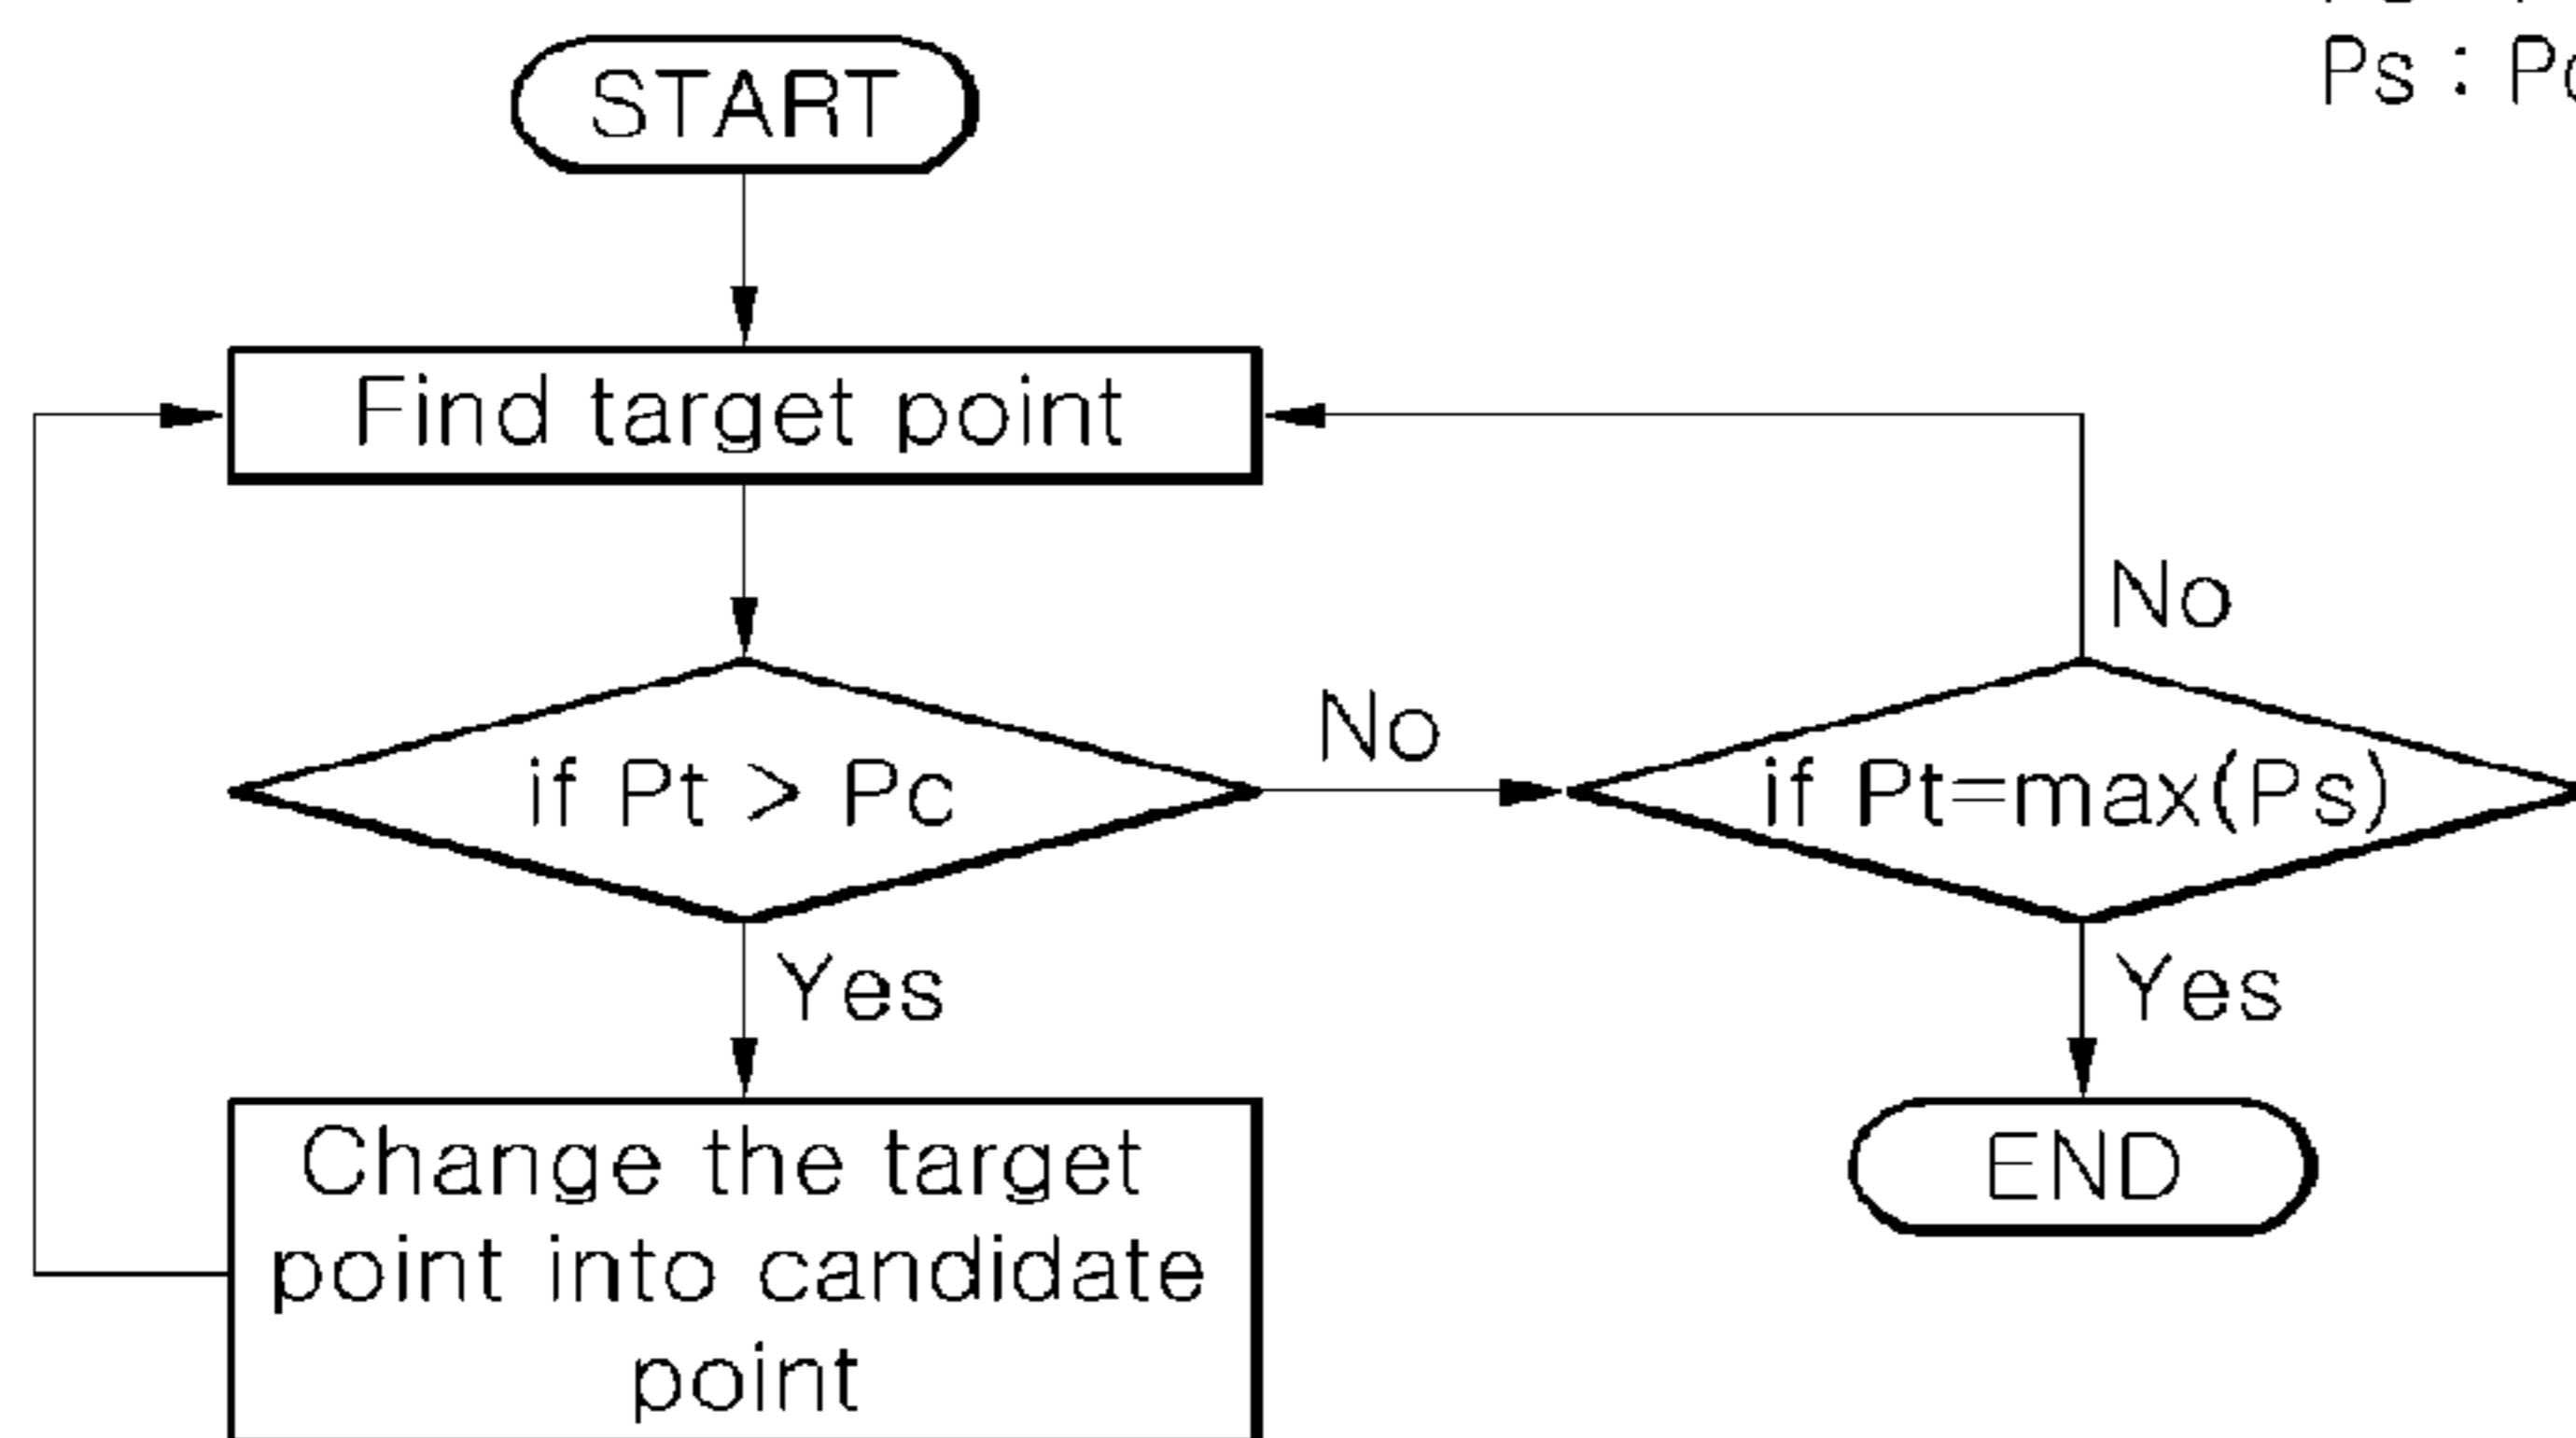 Ps :
START
Find target point
No
No
if Pt > Pc
if Pt=max(Ps)
Yes
Yes
Change the target
point into candidate
point
END